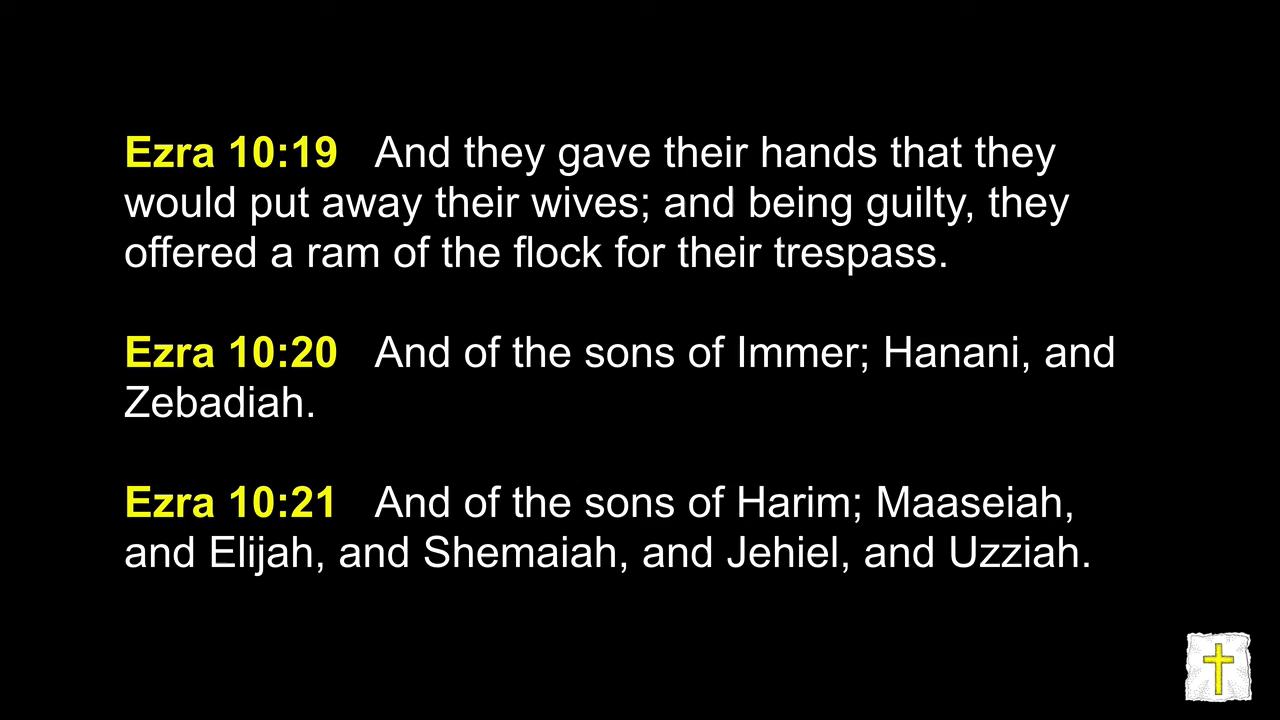 Ezra 10:19 And they gave their hands that they
would put away their wives; and being guilty, they
offered a ram of the flock for their trespass.
Ezra 10:20 And of the sons of Immer; Hanani, and
Zebadiah.
Ezra 10:21 And of the sons of Harim; Maaseiah,
and Elijah, and Shemaiah, and Jehiel, and Uzziah.